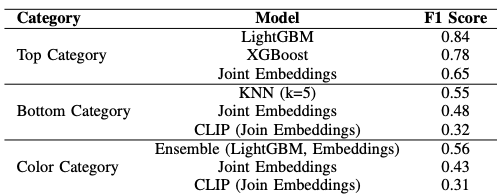 Category Model F1 Score
LightGBM 0.84
Top Category XGBoost 0.78
Joint Embeddings 0.65
KNN (k=5) 0.55
Bottom Category Joint Embeddings 0.48
CLIP (Join Embeddings) 0.32
Ensemble (LightGBM, Embeddings) 0.56
Color Category Joint Embeddings 0.43
CLIP (Join Embeddings) 0.31